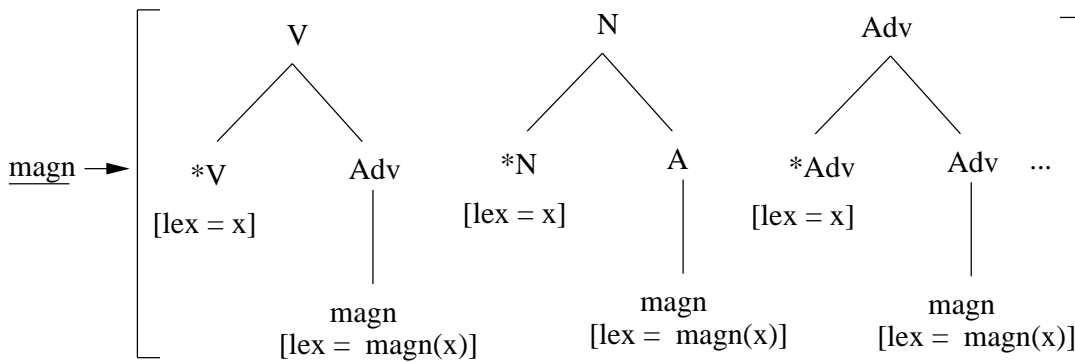 V N Adv
magn *V Adv *N A *Adv Adv ...
[lex = x] [lex = x] [lex = x]
magn magn magn
[lex = magn(x)] [lex = magn(x)] [lex = magn(x)]